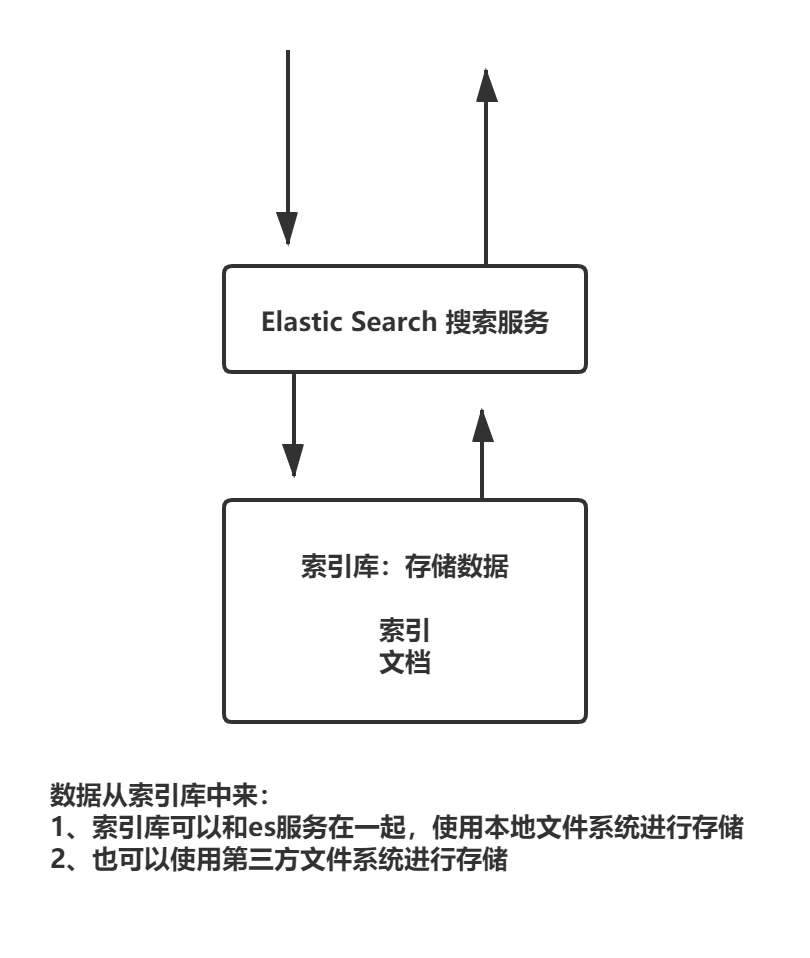 Elastic Search 搜索服务
索引库：存储数据
索引
文档
数据从索引库中来：
1、索引库可以和es服务在一起，使用本地文件系统进行存储
2、也可以使用第三方文件系统进行存储